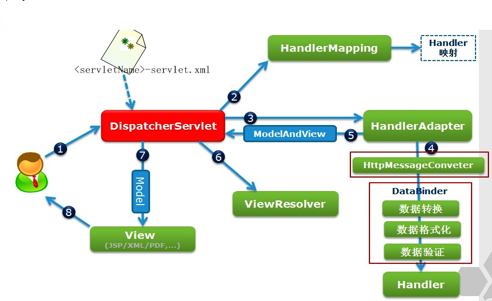 HandlerMapping
Handler
映射
<servletName>-servlet.xml
2
DispatcherServlet
3
HandlerAdapter
1
ModelAndView
5
7
6
4
HttpMessageConveter
Model
DataBinder
ViewResolver
数据转换
8
View
(JSP/XML/PDF,...)
数据格式化
数据验证
Handler